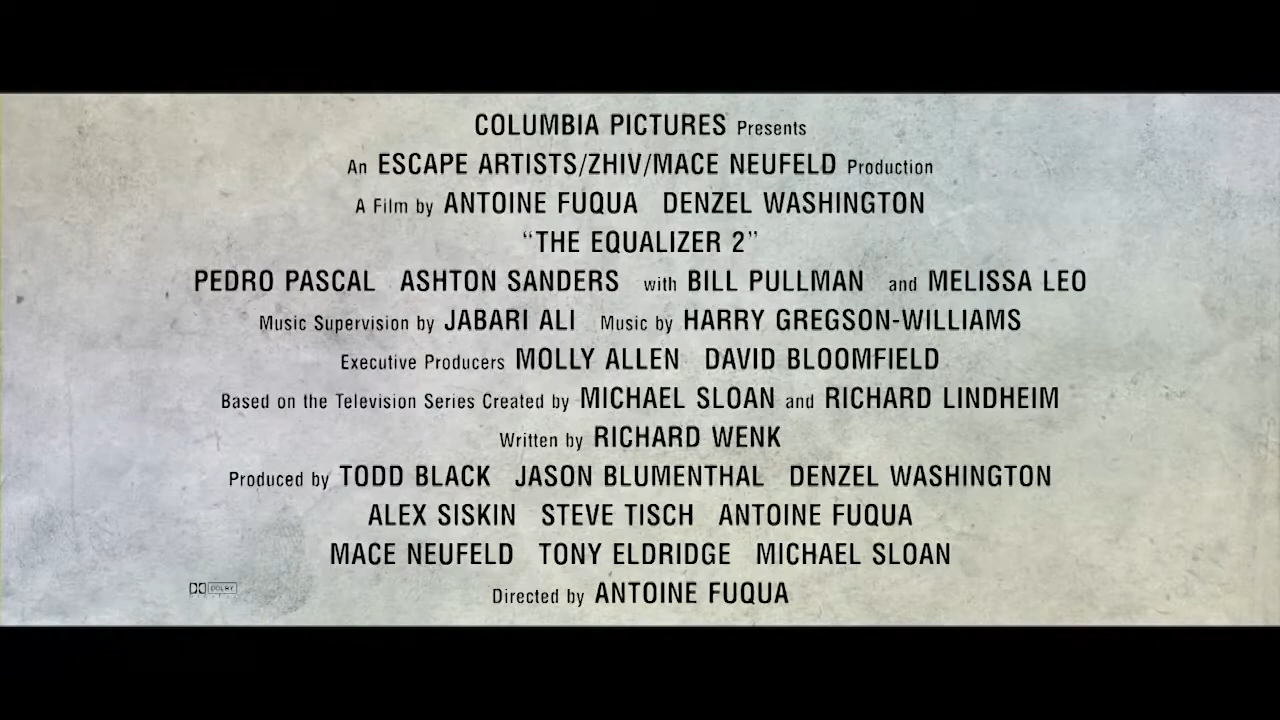 COLUMBIA PICTURES Presents
An ESCAPE ARTISTS/ZHIV/MACE NEUFELD Production
A Film by ANTOINE FUQUA DENZEL WASHINGTON
“THE EQUALIZER 2”
PEDRO PASCAL ASHTON SANDERS with BILL PULLMAN and MELISSA LEO
Music Supervision by JABARI ALI Music by HARRY GREGSON-WILLIAMS
Executive Producers MOLLY ALLEN DAVID BLOOMFIELD
Based on the Television Series Created by MICHAEL SLOAN and RICHARD LINDHEIM
Written by RICHARD WENK
Produced by TODD BLACK JASON BLUMENTHAL DENZEL WASHINGTON
ALEX SISKIN STEVE TISCH ANTOINE FUQUA
MACE NEUFELD TONY ELDRIDGE MICHAEL SLOAN
DOLBY
Directed by ANTOINE FUQUA